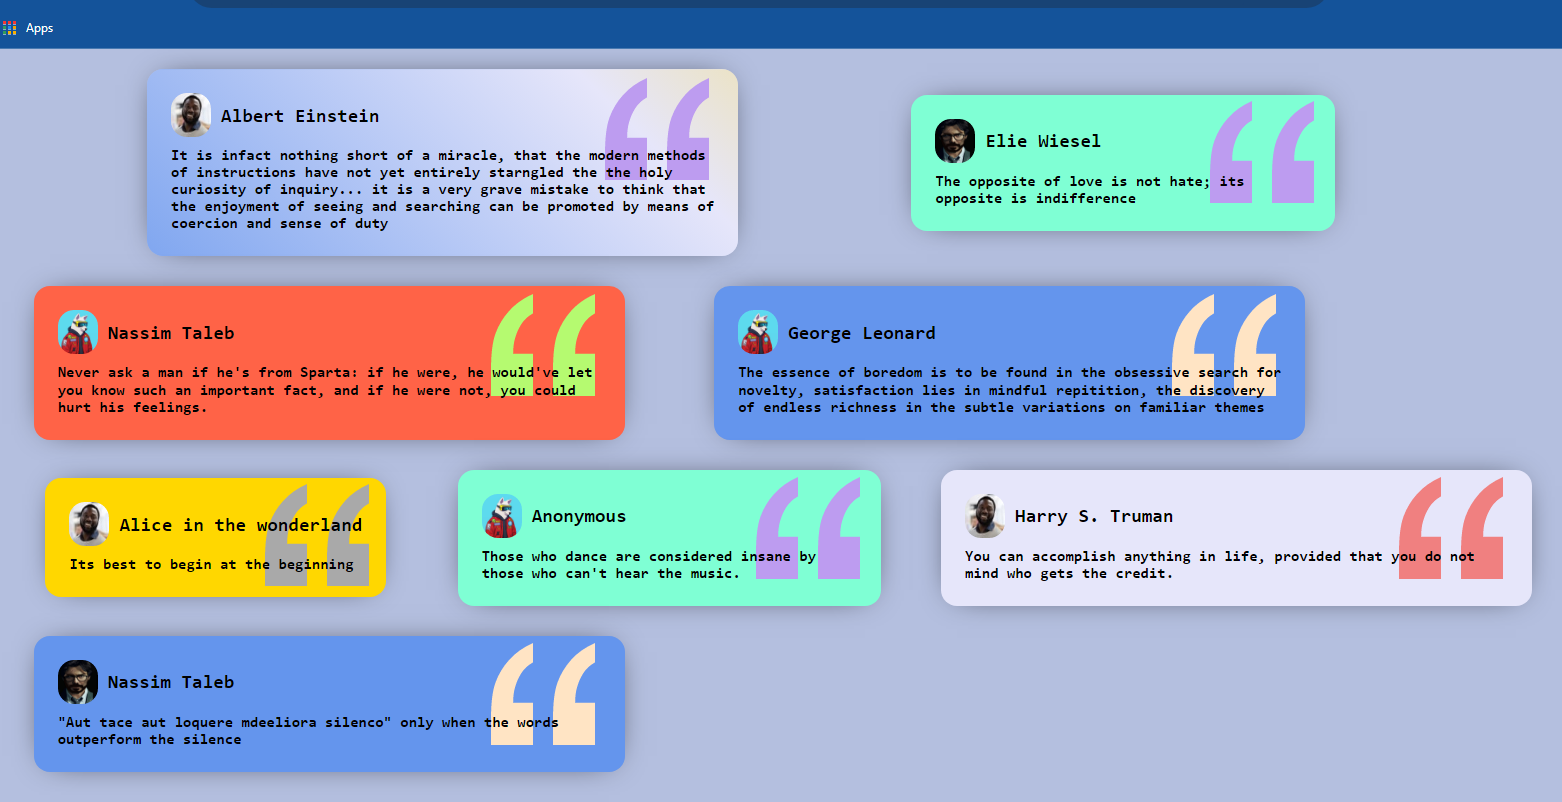 Apps
Albert Einstein
It is infact nothing short of a miracle, that the modern methods
of instructions have not yet entirely starngled the the holy
curiosity of inquiry... it is a very grave mistake to think that
the enjoyment of seeing and searching can be promoted by means of
coercion and sense of duty
Elie Wiesel
The opposite of love is not hate; its
opposite is indifference
Nassim Taleb
Never ask a man if he's from Sparta: if he were, he would've let
you know such an important fact, and if he were not, you could
hurt his feelings.
George Leonard
The essence of boredom is to be found in the obsessive search for
novelty, satisfaction lies in mindful repitition, the discovery
of endless richness in the subtle variations on familiar themes
Alice in the wonderland
Its best to begin at the beginning
Anonymous
Those who dance are considered insane by
those who can't hear the music.
Harry S. Truman
You can accomplish anything in life, provided that you do not
mind who gets the credit.
Nassim Taleb
"Aut tace aut loquere mdeeliora silenco" only when the words
outperform the silence